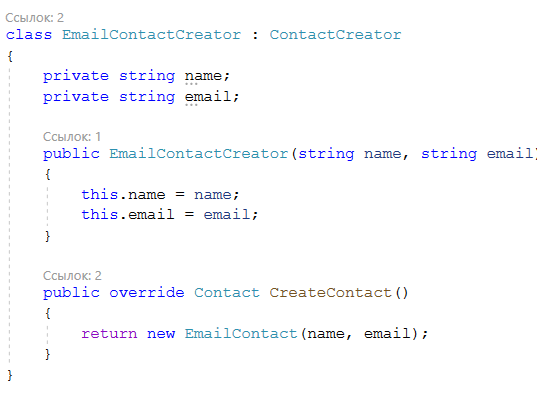 Ссылок: 2
class EmailContactCreator : ContactCreator
{
    private string name;
    private string email;
    Ссылок: 1
    public EmailContactCreator(string name, string email)
    {
        this.name = name;
        this.email = email;
    }
    Ссылок: 2
    public override Contact CreateContact()
    {
        return new EmailContact(name, email);
    }
}